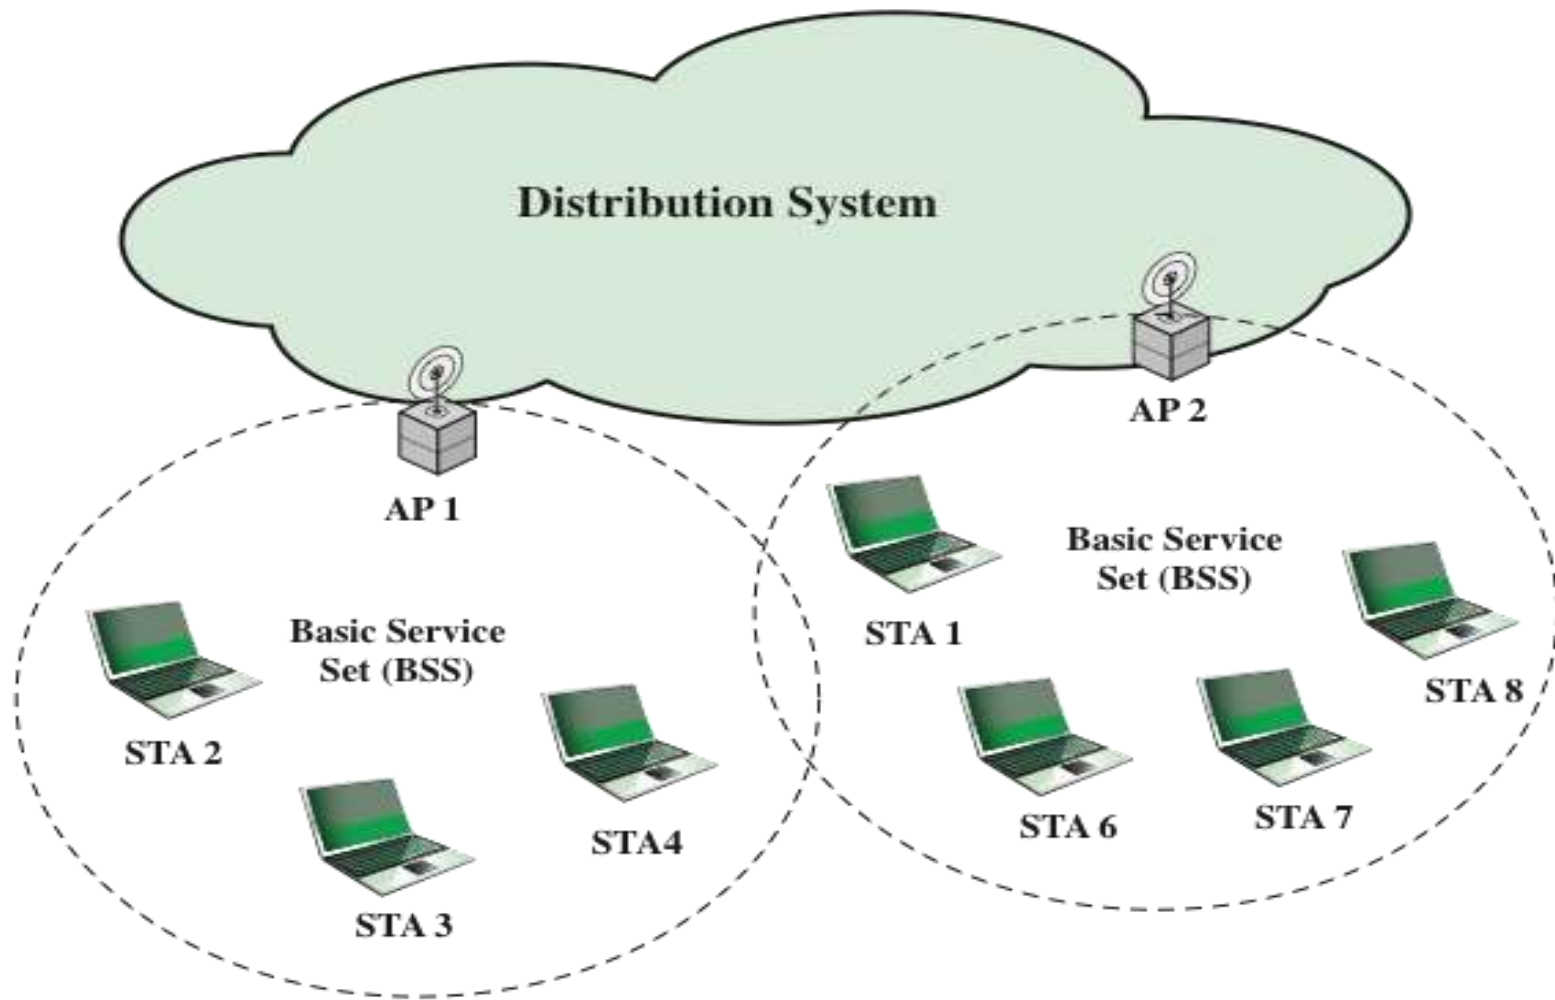 Distribution System
AP 2
AP 1
Basic Service
Set (BSS)
STA 1
Basic Service
Set (BSS)
STA 8
STA 2
STA4
STA 6
STA 7
STA 3